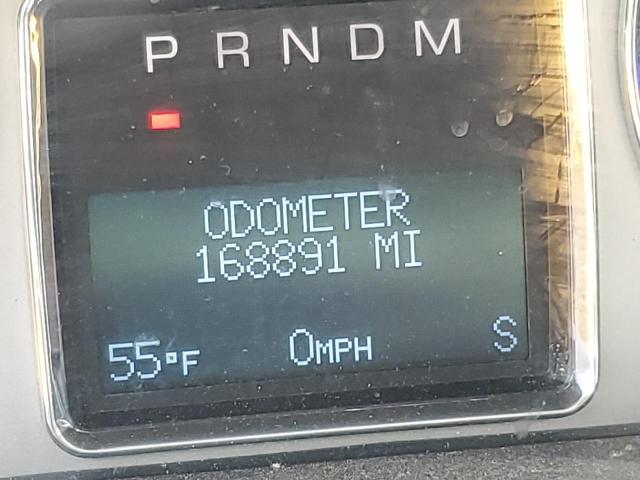 P R N D M
ODOMETER
168891 MI
55°F 0MPH S